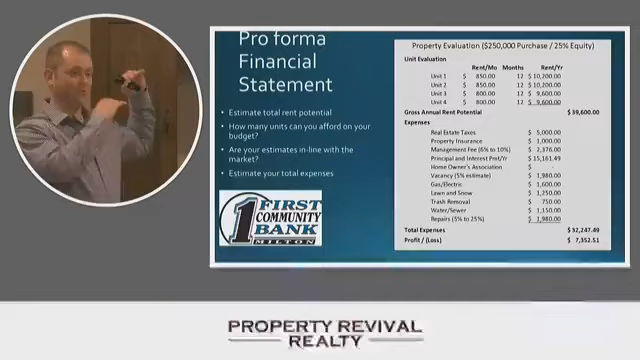 Pro forma
Financial
Statement
Estimate total rent potential
How many units can you afford on your
budget?
Are your estimates in-line with the
market?
Estimate your total expenses
1 FIRST
COMMUNITY
BANK
MILTON
Property Evaluation ($250,000 Purchase / 25% Equity)
Unit Evaluation
Rent/Mo Months Rent/Yr
Unit 1 $ 850.00 12 $ 10,200.00
Unit 2 $ 850.00 12 $ 10,200.00
Unit 3 $ 800.00 12 $ 9,600.00
Unit 4 $ 800.00 12 $ 9,600.00
Gross Annual Rent Potential $ 39,600.00
Expenses
Real Estate Taxes $ 5,000.00
Property Insurance $ 1,000.00
Management Fee (6% to 10%) $ 2,376.00
Principal and Interest Pmt/Yr $ 15,161.49
Home Owner's Association $ -
Vacancy (5% estimate) $ 1,980.00
Gas/Electric $ 1,600.00
Lawn and Snow $ 1,250.00
Trash Removal $ 750.00
Water/Sewer $ 1,150.00
Repairs (5% to 25%) $ 1,980.00
Total Expenses $ 32,247.49
Profit / (Loss) $ 7,352.51
PROPERTY REVIVAL
REALTY